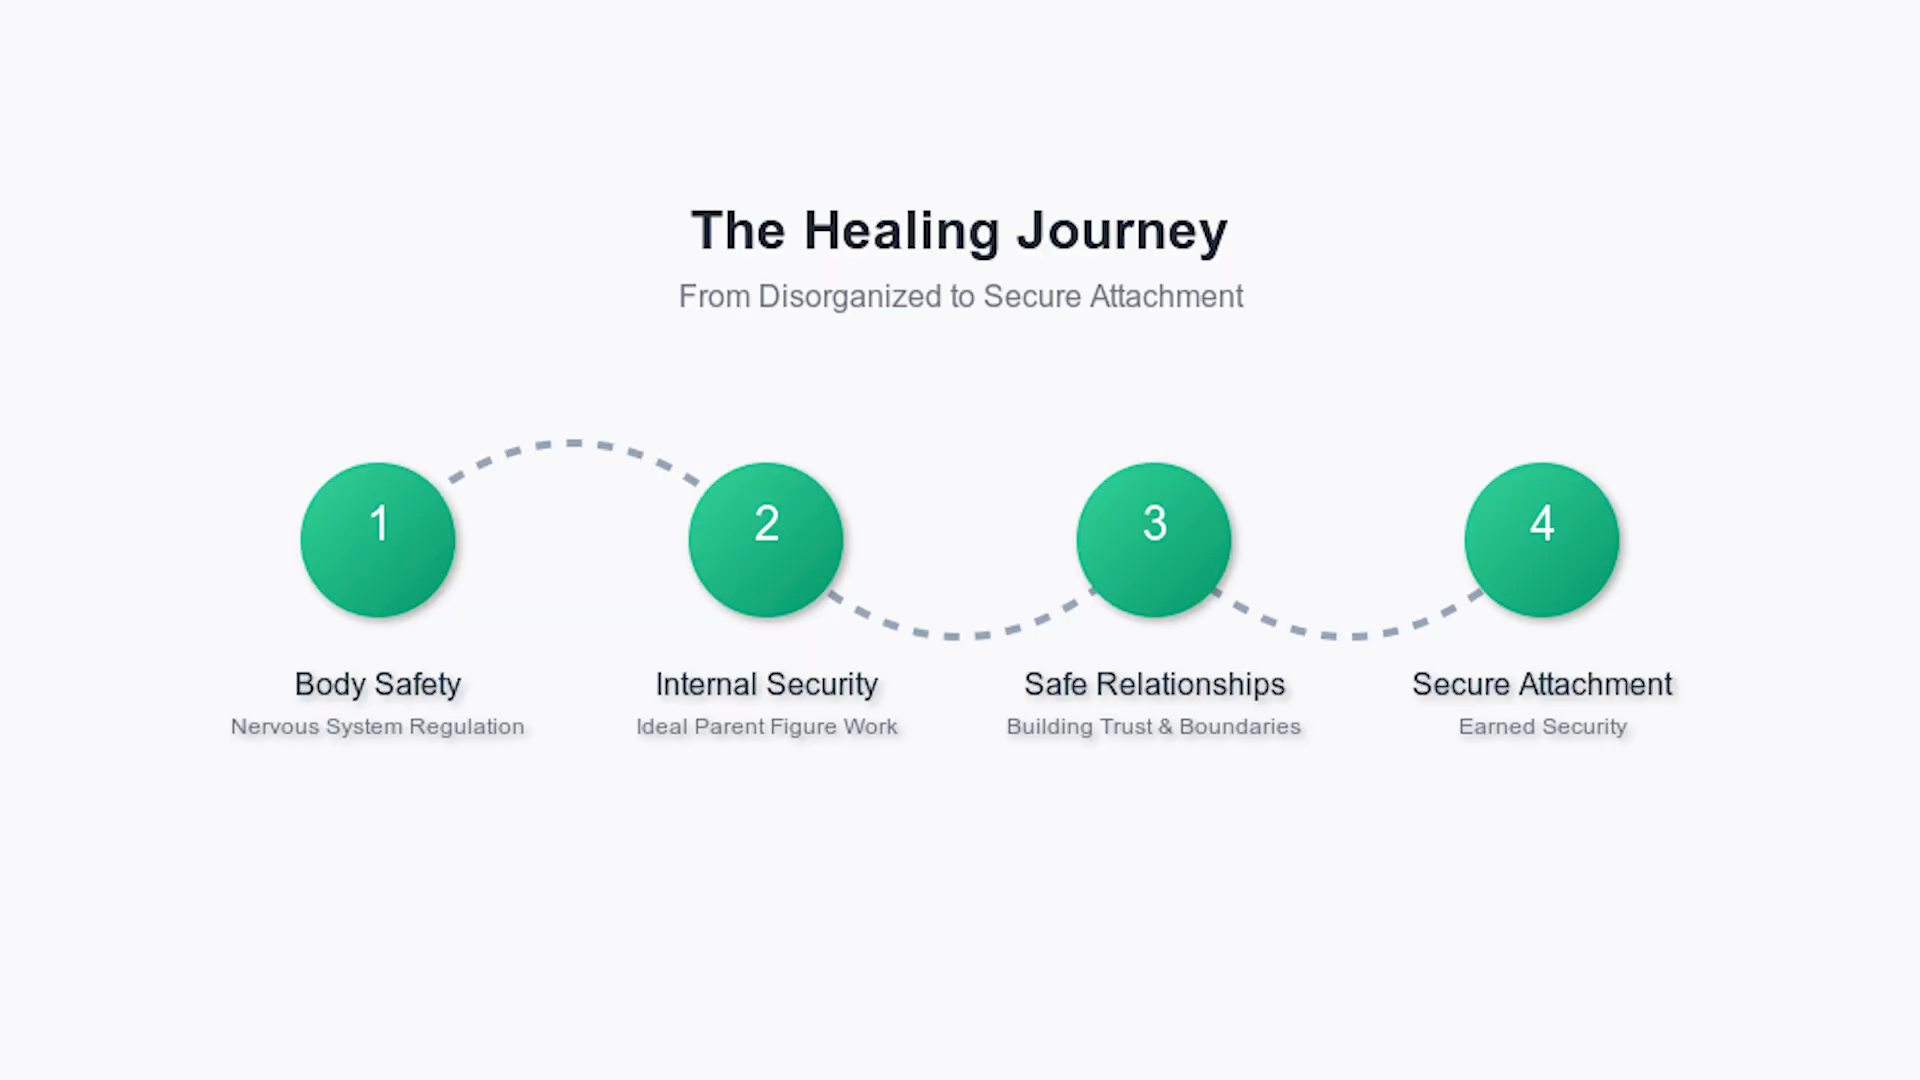 The Healing Journey
From Disorganized to Secure Attachment
1
2
3
4
Body Safety
Nervous System Regulation
Internal Security
Ideal Parent Figure Work
Safe Relationships
Building Trust & Boundaries
Secure Attachment
Earned Security